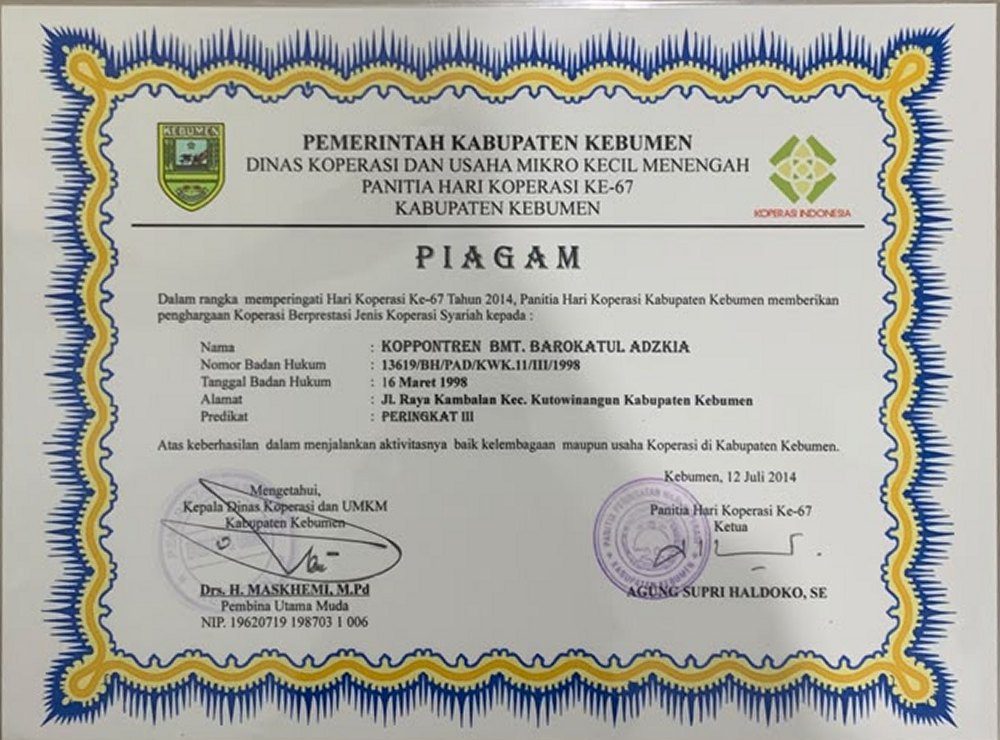 KEBUMEN
PEMERINTAH KABUPATEN KEBUMEN
DINAS KOPERASI DAN USAHA MIKRO KECIL MENENGAH
PANITIA HARI KOPERASI KE-67
KABUPATEN KEBUMEN
KOPERASI INDONESIA
PIAGAM
Dalam rangka memperingati Hari Koperasi Ke-67 Tahun 2014, Panitia Hari Koperasi Kabupaten Kebumen memberikan
penghargaan Koperasi Berprestasi Jenis Koperasi Syariah kepada :
Nama : KOPPONTREN BMT. BAROKATUL ADZKIA
Nomor Badan Hukum : 13619/BH/PAD/KWK.11/III/1998
Tanggal Badan Hukum : 16 Maret 1998
Alamat : Jl. Raya Kambalan Kec. Kutowinangun Kabupaten Kebumen
Predikat : PERINGKAT III
Atas keberhasilan dalam menjalankan aktivitasnya baik kelembagaan maupun usaha Koperasi di Kabupaten Kebumen.
Kebumen, 12 Juli 2014
Mengetahui,
Kepala Dinas Koperasi dan UMKM
Kabupaten Kebumen
Drs. H. MASKHEMI, M.Pd
Pembina Utama Muda
NIP. 19620719 198703 1 006
Panitia Hari Koperasi Ke-67
Ketua
AGUNG SUPRI HALDOKO, SE
PANITIA PERINGATAN HARI
KABUPATEN KEBUMEN